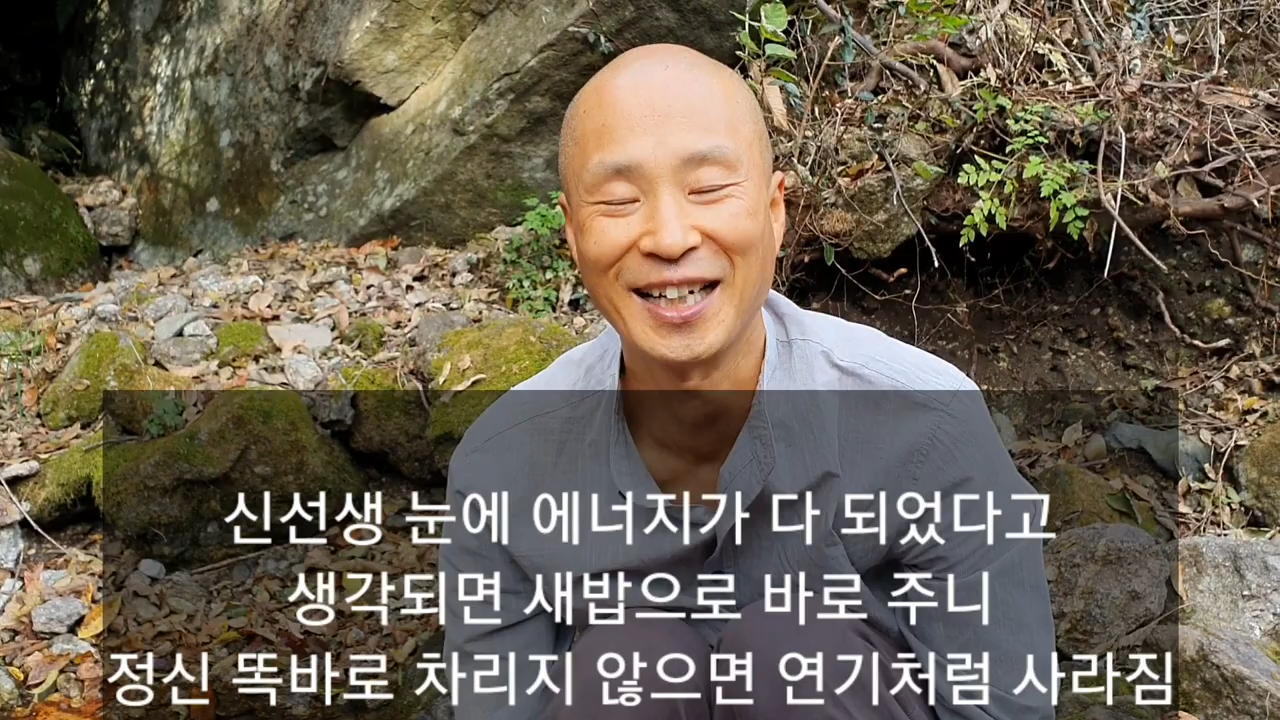 신선생 눈에 에너지가 다 되었다고
생각되면 새밥으로 바로 주니
정신 똑바로 차리지 않으면 연기처럼 사라짐